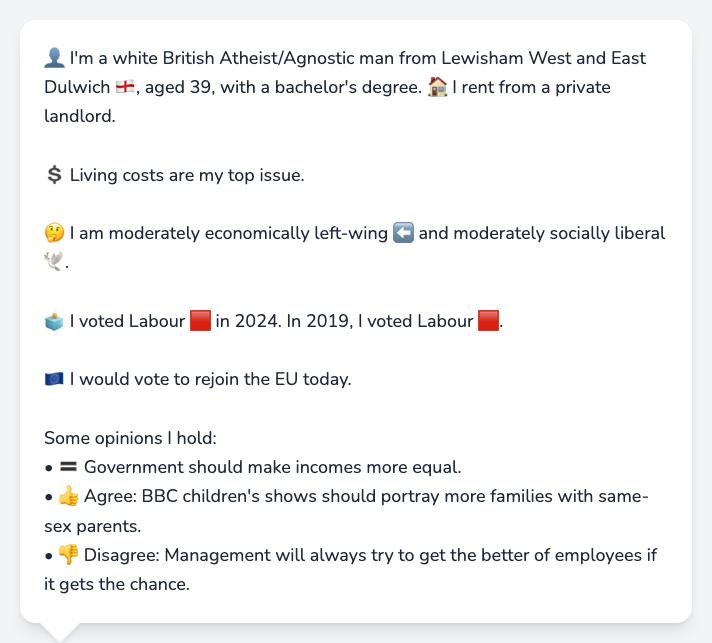 👤 I'm a white British Atheist/Agnostic man from Lewisham West and East
Dulwich 🏴󠁧󠁢󠁥󠁮󠁧󠁿, aged 39, with a bachelor's degree. 🏠 I rent from a private
landlord.
💲 Living costs are my top issue.
🤔 I am moderately economically left-wing ⬅️ and moderately socially liberal
🕊️.
🗳️ I voted Labour 🟥 in 2024. In 2019, I voted Labour 🟥.
🇪🇺 I would vote to rejoin the EU today.
Some opinions I hold:
• 🟰 Government should make incomes more equal.
• 👍 Agree: BBC children's shows should portray more families with same-
sex parents.
• 👎 Disagree: Management will always try to get the better of employees if
it gets the chance.